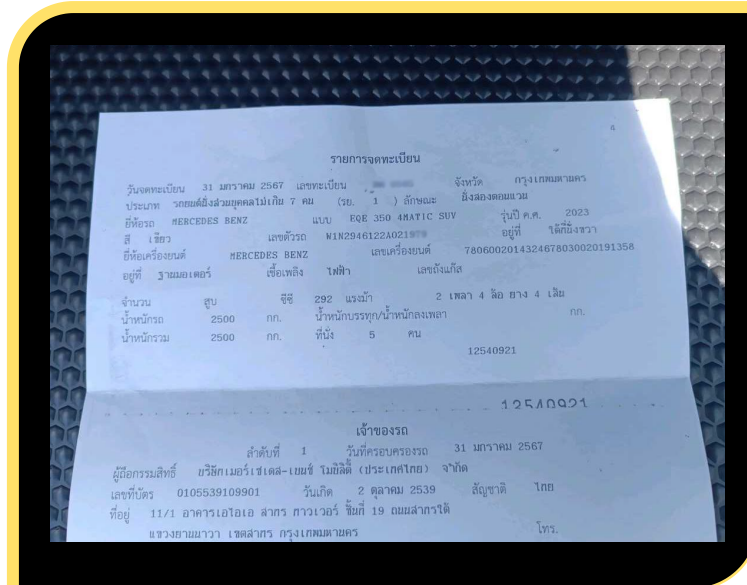 4
รายการจดทะเบียน
วันจดทะเบียน 31 มกราคม 2567 เลขทะเบียน จังหวัด กรุงเทพมหานคร
ประเภท รถยนต์นั่งส่วนบุคคลไม่เกิน 7 คน (รย. 1 ) ลักษณะ นั่งสองตอนแวน
ยี่ห้อรถ MERCEDES BENZ แบบ EQE 350 4MATIC SUV รุ่นปี ค.ศ. 2023
สี เขียว เลขตัวรถ W1N2946122A021 อยู่ที่ ใต้ที่นั่งขวา
ยี่ห้อเครื่องยนต์ MERCEDES BENZ เลขเครื่องยนต์ 7806002014324678030020191358
อยู่ที่ ฐานมอเตอร์ เชื้อเพลิง ไฟฟ้า เลขถังแก๊ส
จำนวน สูบ ซีซี 292 แรงม้า 2 เพลา 4 ล้อ ยาง 4 เส้น
น้ำหนักรถ 2500 กก. น้ำหนักบรรทุก/น้ำหนักลงเพลา กก.
น้ำหนักรวม 2500 กก. ที่นั่ง 5 คน
12540921
12540921
เจ้าของรถ
ลำดับที่ 1 วันที่ครอบครองรถ 31 มกราคม 2567
ผู้ถือกรรมสิทธิ์ บริษัทเมอร์เซเดส-เบนซ์ โมบิลิตี้ (ประเทศไทย) จำกัด
เลขที่บัตร 0105539109901 วันเกิด 2 ตุลาคม 2539 สัญชาติ ไทย
ที่อยู่ 11/1 อาคารเอไอเอ สาทร ทาวเวอร์ ชั้นที่ 19 ถนนสาทรใต้
แขวงยานนาวา เขตสาทร กรุงเทพมหานคร โทร.